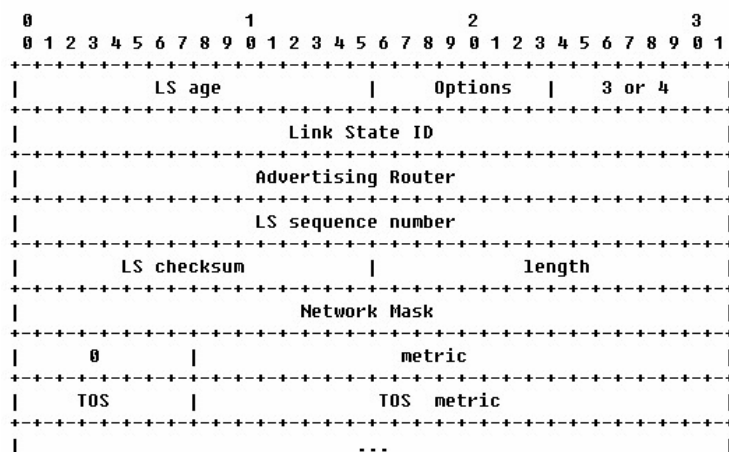 0                   1                   2                   3
0 1 2 3 4 5 6 7 8 9 0 1 2 3 4 5 6 7 8 9 0 1 2 3 4 5 6 7 8 9 0 1
+-+-+-+-+-+-+-+-+-+-+-+-+-+-+-+-+-+-+-+-+-+-+-+-+-+-+-+-+-+-+-+-+
| LS age | Options | 3 or 4 |
+-+-+-+-+-+-+-+-+-+-+-+-+-+-+-+-+-+-+-+-+-+-+-+-+-+-+-+-+-+-+-+-+
| Link State ID |
+-+-+-+-+-+-+-+-+-+-+-+-+-+-+-+-+-+-+-+-+-+-+-+-+-+-+-+-+-+-+-+-+
| Advertising Router |
+-+-+-+-+-+-+-+-+-+-+-+-+-+-+-+-+-+-+-+-+-+-+-+-+-+-+-+-+-+-+-+-+
| LS sequence number |
+-+-+-+-+-+-+-+-+-+-+-+-+-+-+-+-+-+-+-+-+-+-+-+-+-+-+-+-+-+-+-+-+
| LS checksum | length |
+-+-+-+-+-+-+-+-+-+-+-+-+-+-+-+-+-+-+-+-+-+-+-+-+-+-+-+-+-+-+-+-+
| Network Mask |
+-+-+-+-+-+-+-+-+-+-+-+-+-+-+-+-+-+-+-+-+-+-+-+-+-+-+-+-+-+-+-+-+
| 0 | metric |
+-+-+-+-+-+-+-+-+-+-+-+-+-+-+-+-+-+-+-+-+-+-+-+-+-+-+-+-+-+-+-+-+
| TOS | TOS metric |
+-+-+-+-+-+-+-+-+-+-+-+-+-+-+-+-+-+-+-+-+-+-+-+-+-+-+-+-+-+-+-+-+
| ... |